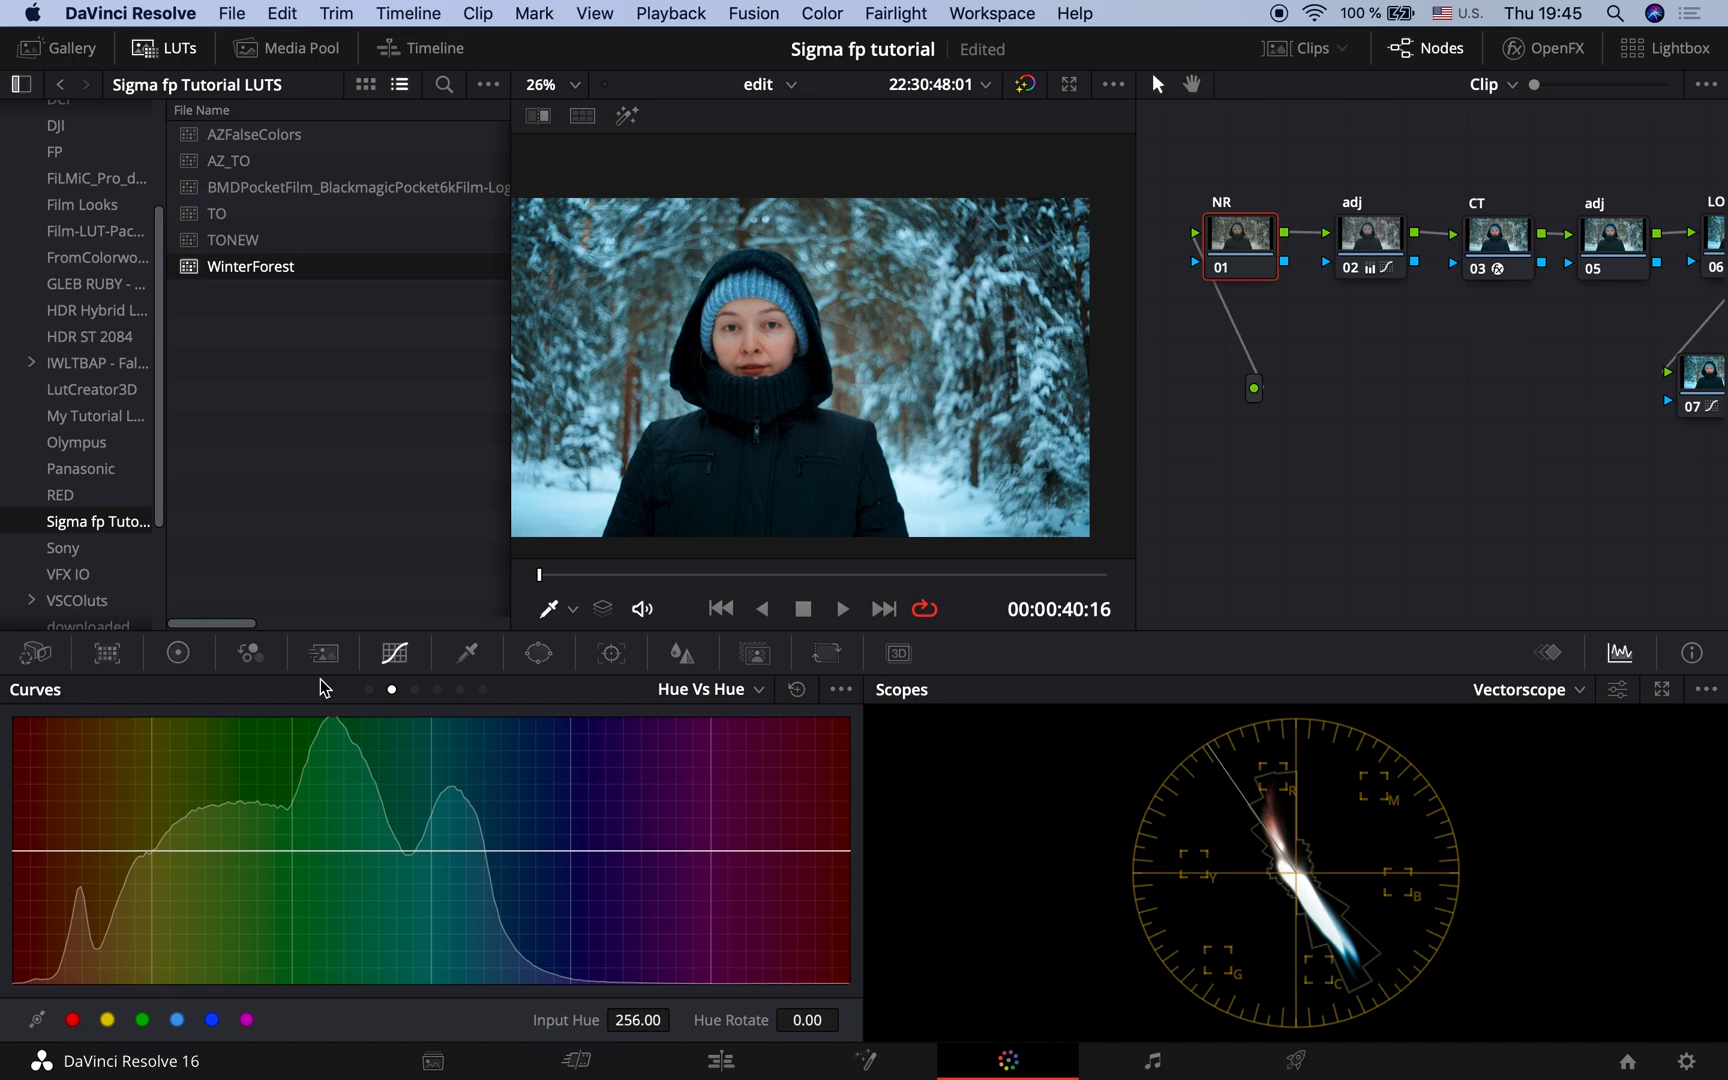 DaVinci Resolve File Edit Trim Timeline Clip Mark View Playback Fusion Color Fairlight Workspace Help 100 % U.S. Thu 19:45
Gallery LUTs Media Pool Timeline Sigma fp tutorial Edited Clips Nodes OpenFX Lightbox
Sigma fp Tutorial LUTS 26% edit 22:30:48:01 Clip
File Name
DJI
FP
FiLMiC_Pro_d...
Film Looks
Film-LUT-Pac...
FromColorwo...
GLEB RUBY - ...
HDR Hybrid L...
HDR ST 2084
IWLTBAP - Fal...
LutCreator3D
My Tutorial L...
Olympus
Panasonic
RED
Sigma fp Tuto...
Sony
VFX IO
VSCOluts
downloaded
AZFalseColors
AZ_TO
BMDPocketFilm_BlackmagicPocket6kFilm-Log
TO
TONEW
WinterForest
NR adj CT adj LO
01 02 03 05 06
07
00:00:40:16
3D
Curves Hue Vs Hue Scopes Vectorscope
R
M
Y
B
G
C
Input Hue 256.00 Hue Rotate 0.00
DaVinci Resolve 16